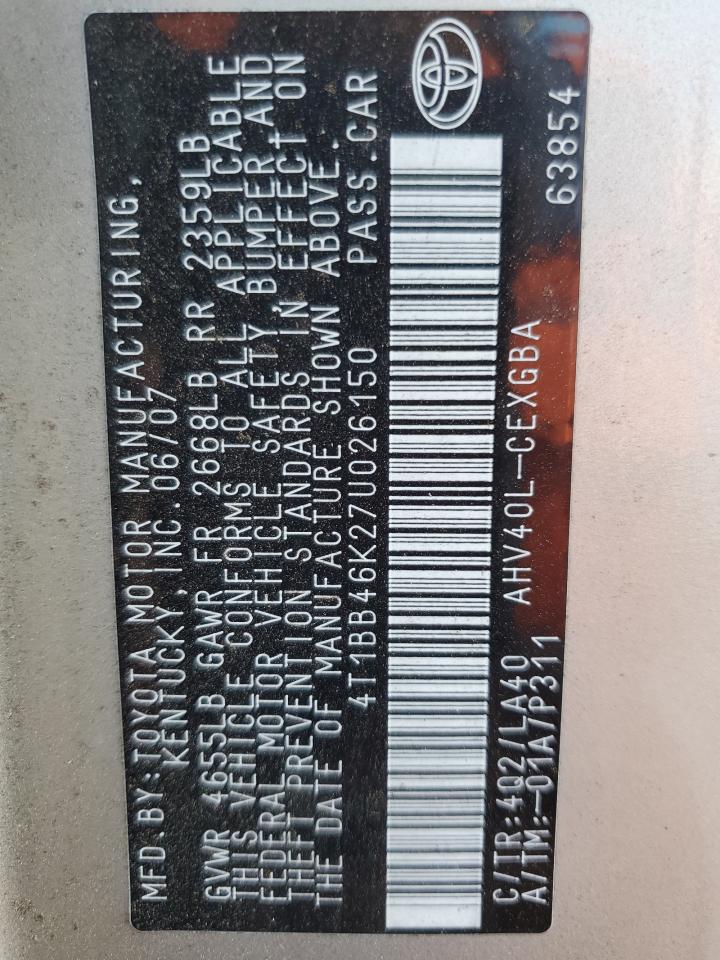 MFD.BY:TOYOTA MOTOR MANUFACTURING,
KENTUCKY, INC.06/07
GVWR 4655LB GAWR FR 2668LB RR 2359LB
THIS VEHICLE CONFORMS TO ALL APPLICABLE
FEDERAL MOTOR VEHICLE SAFETY, BUMPER AND
THEFT PREVENTION STANDARDS IN EFFECT ON
THE DATE OF MANUFACTURE SHOWN ABOVE.
4T1BB46K27U026150 PASS.CAR
C/TR:4Q2/LA40 AHV40L-CEXGBA 63854
A/TM:-01A/P311